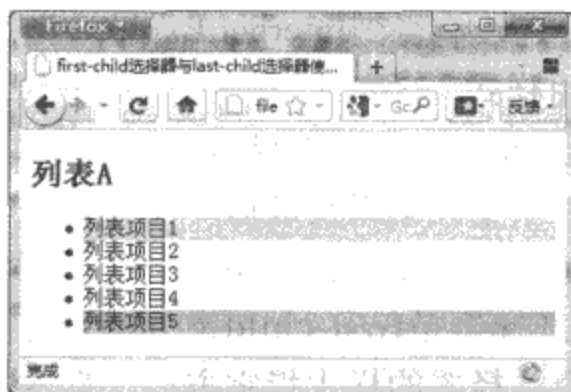 Firefox
first-child选择器与last-child选择器使...
+
file
反馈
列表A
列表项目1
列表项目2
列表项目3
列表项目4
列表项目5
完成